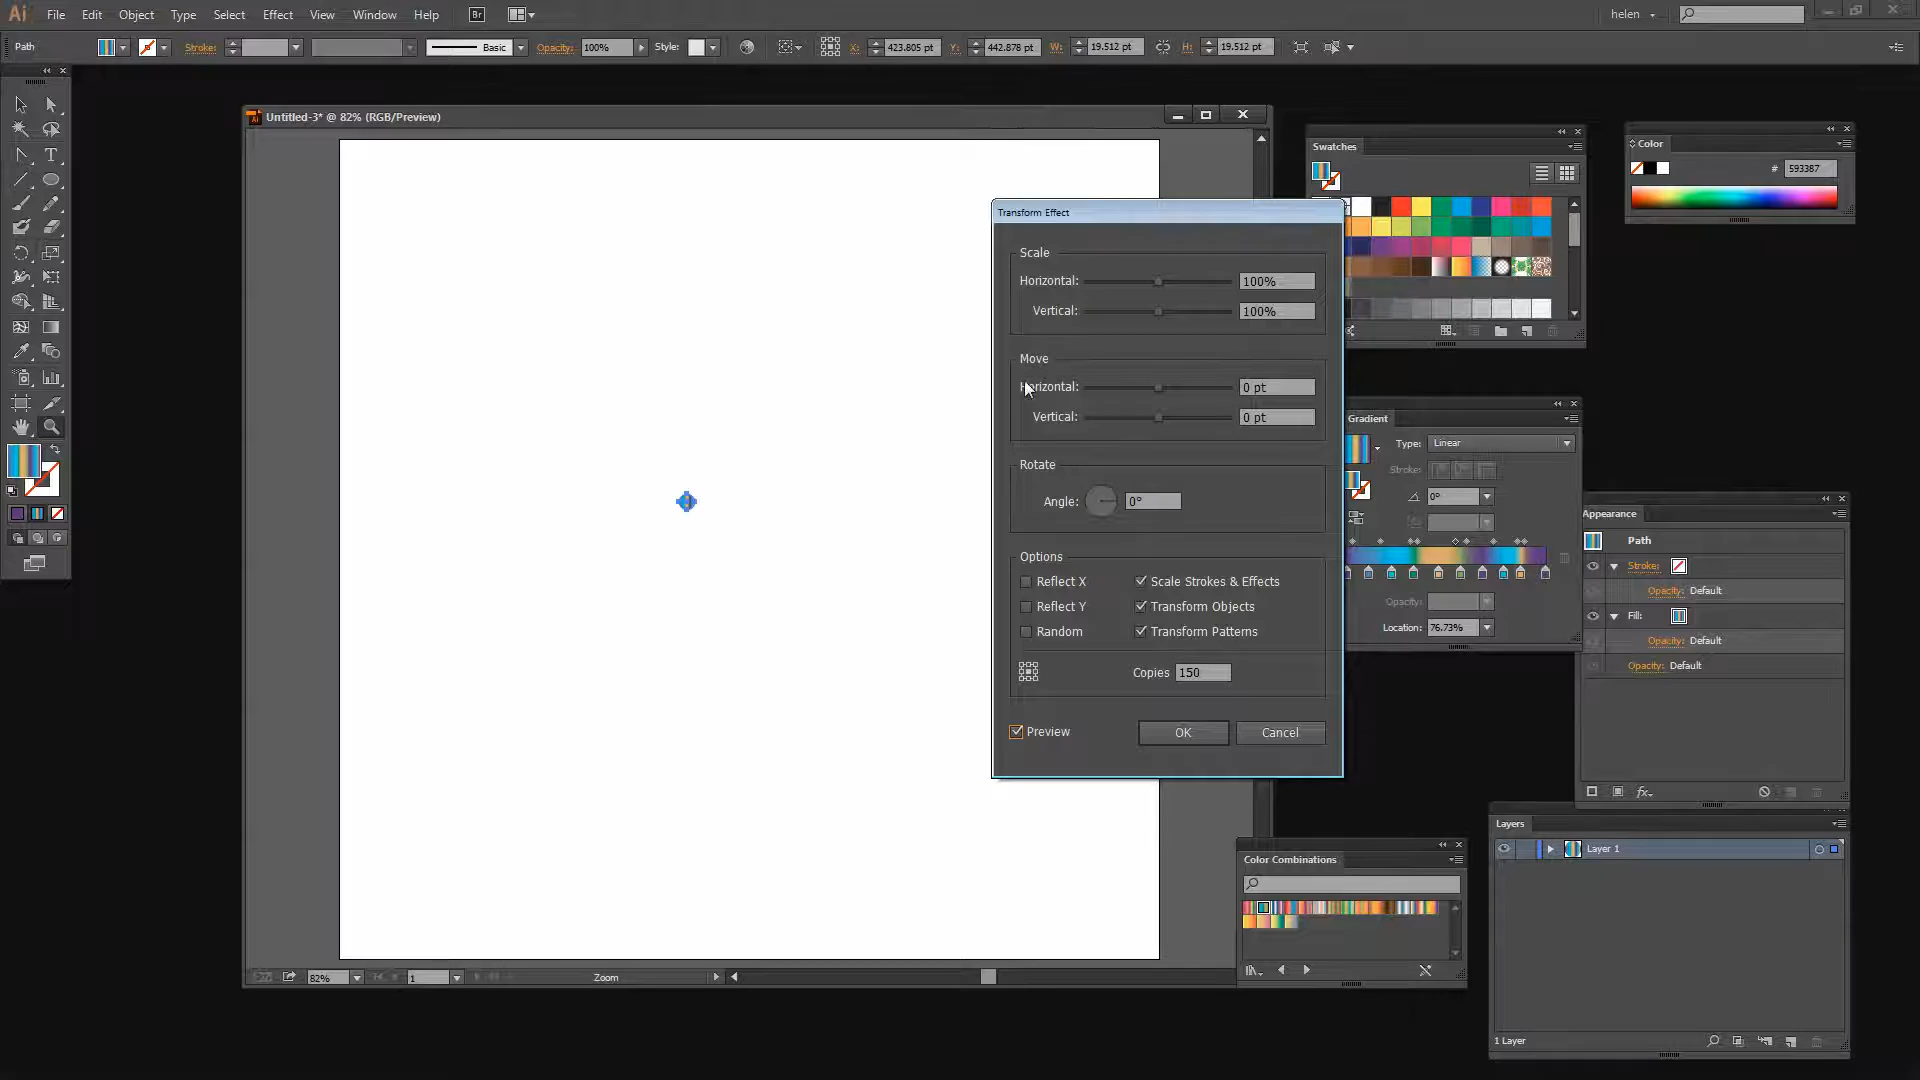 Ai File Edit Object Type Select Effect View Window Help Br helen
Path Stroke: Basic Opacity: 100% Style: X: 423.805 pt Y: 442.878 pt W: 19.512 pt H: 19.512 pt
Untitled-3* @ 82% (RGB/Preview)
Transform Effect
Scale
Horizontal: 100%
Vertical: 100%
Move
Horizontal: 0 pt
Vertical: 0 pt
Rotate
Angle: 0°
Options
Reflect X Scale Strokes & Effects
Reflect Y Transform Objects
Random Transform Patterns
Copies 150
Preview OK Cancel
Swatches
Color
# 593387
Gradient
Type: Linear
Stroke:
0°
Opacity:
Location: 76.73%
Appearance
Path
Stroke:
Opacity: Default
Fill:
Opacity: Default
Opacity: Default
fx
Color Combinations
Layers
Layer 1
1 Layer
82% 1 Zoom